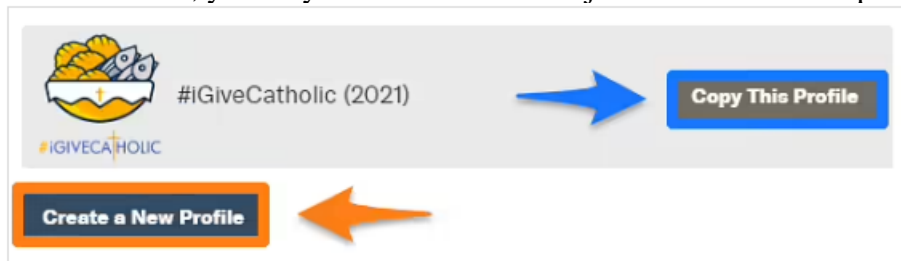 #iGiveCatholic (2021)
Copy This Profile
#IGIVECATHOLIC
Create a New Profile